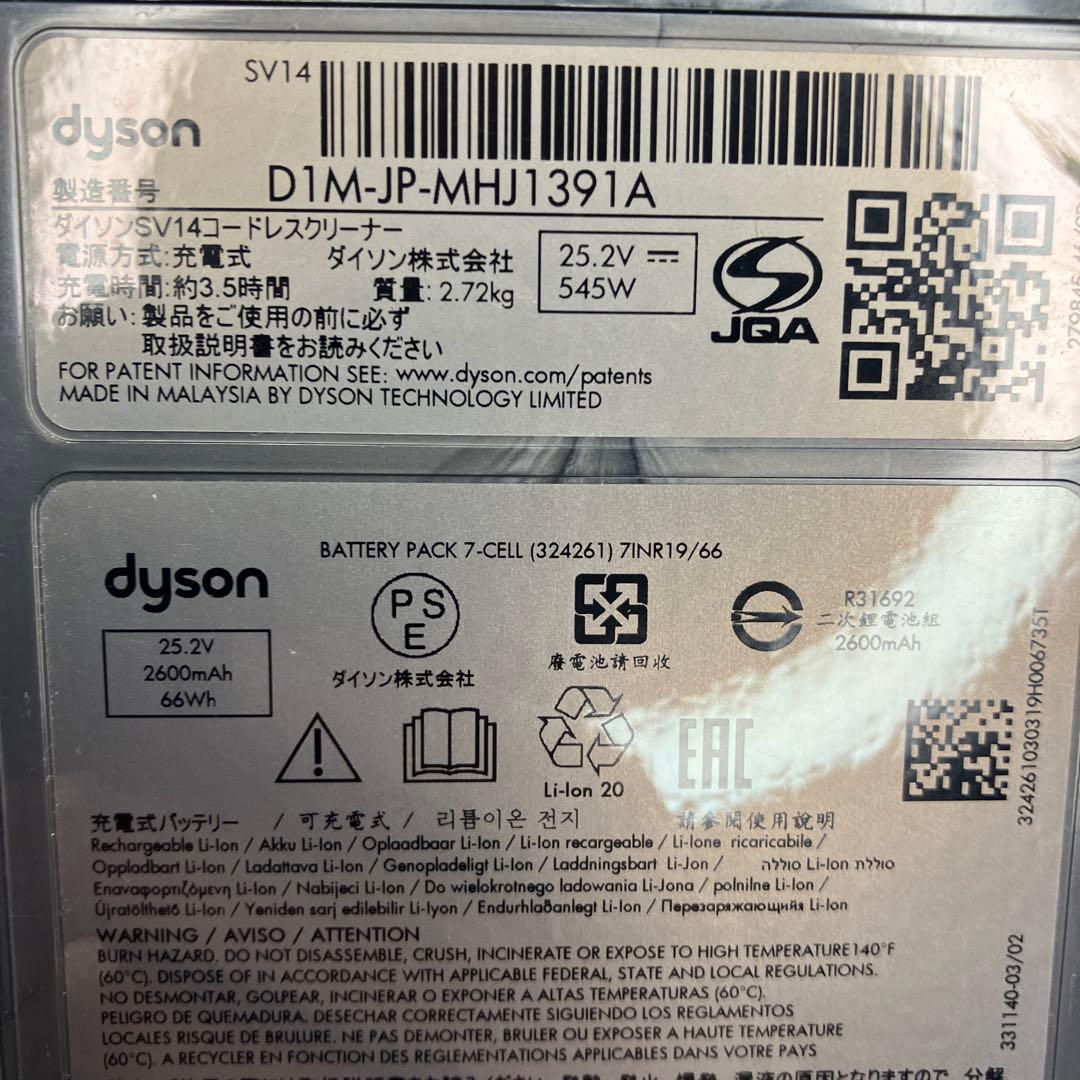 SV14
dyson
製造番号 D1M-JP-MHJ1391A
ダイソンSV14コードレスクリーナー
電源方式:充電式 ダイソン株式会社
充電時間:約3.5時間 質量: 2.72kg
25.2V
545W
JQA
お願い: 製品をご使用の前に必ず
取扱説明書をお読みください
FOR PATENT INFORMATION SEE: www.dyson.com/patents
MADE IN MALAYSIA BY DYSON TECHNOLOGY LIMITED
BATTERY PACK 7-CELL (324261) 7INR19/66
dyson
25.2V
2600mAh
66Wh
PS
E
ダイソン株式会社
廢電池請回收
R31692
二次鋰電池組
2600mAh
Li-Ion 20
EAC
324261030319H006735T
充電式バッテリー / 可充電式 / 리튬이온 전지 請參閱使用說明
Rechargeable Li-Ion / Akku Li-Ion / Oplaadbaar Li-Ion / Li-Ion recargeable / Li-Ione ricaricabile /
Oppladbart Li-Ion / Ladattava Li-Ion / Genopladeligt Li-Ion / Laddningsbart Li-Jon / סוללה Li-Ion סוללת
Επαναφορτιζόμενη Li-Ion / Nabijeci Li-Ion / Do wielokrotnego ladowania Li-Jona / polnilne Li-Ion /
Újratölthető Li-Ion / Yeniden sarj edilebilir Li-Iyon / Endurhlaðanlegt Li-Ion / Перезаряжающийя Li-Ion
WARNING / AVISO / ATTENTION
BURN HAZARD. DO NOT DISASSEMBLE, CRUSH, INCINERATE OR EXPOSE TO HIGH TEMPERATURE140°F
(60°C). DISPOSE OF IN ACCORDANCE WITH APPLICABLE FEDERAL, STATE AND LOCAL REGULATIONS.
NO DESMONTAR, GOLPEAR, INCINERAR O EXPONER A ALTAS TEMPERATURAS (60°C).
PELIGRO DE QUEMADURA. DESECHAR CORRECTAMENTE SIGUIENDO LOS REGLAMENTOS
LOCALES RISQUE DE BRULURE. NE PAS DEMONTER, BRULER OU EXPOSER A HAUTE TEMPERATURE
(60°C). A RECYCLER EN FONCTION DES REGLEMENTATIONS APPLICABLES DANS VOTRE PAYS
331140-03/02